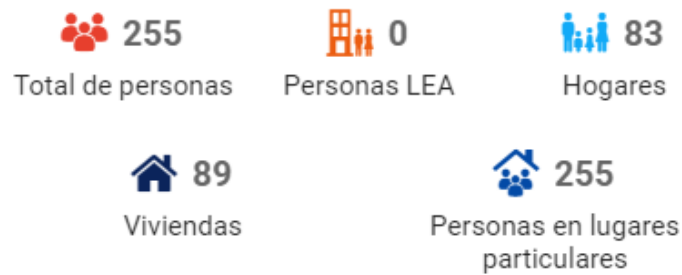 255
Total de personas
0
Personas LEA
83
Hogares
89
Viviendas
255
Personas en lugares
particulares